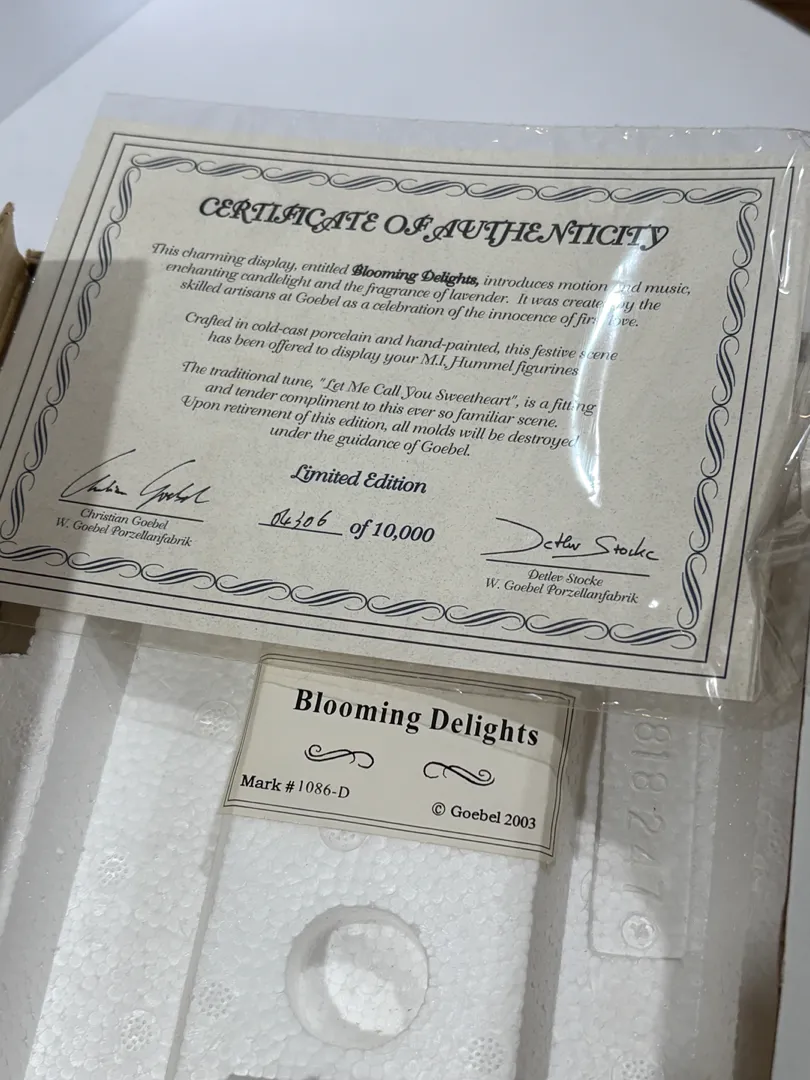 CERTIFICATE OF AUTHENTICITY
This charming display, entitled Blooming Delights, introduces motion and music,
enchanting candlelight and the fragrance of lavender. It was created by the
skilled artisans at Goebel as a celebration of the innocence of first love.
Crafted in cold-cast porcelain and hand-painted, this festive scene
has been offered to display your M.I. Hummel figurines
The traditional tune, "Let Me Call You Sweetheart", is a fitting
and tender compliment to this ever so familiar scene.
Upon retirement of this edition, all molds will be destroyed
under the guidance of Goebel.
Limited Edition
04306 of 10,000
Christian Goebel
Christian Goebel
W. Goebel Porzellanfabrik
Detlev Stocke
Detlev Stocke
W. Goebel Porzellanfabrik
Blooming Delights
Mark #1086-D
© Goebel 2003
818247